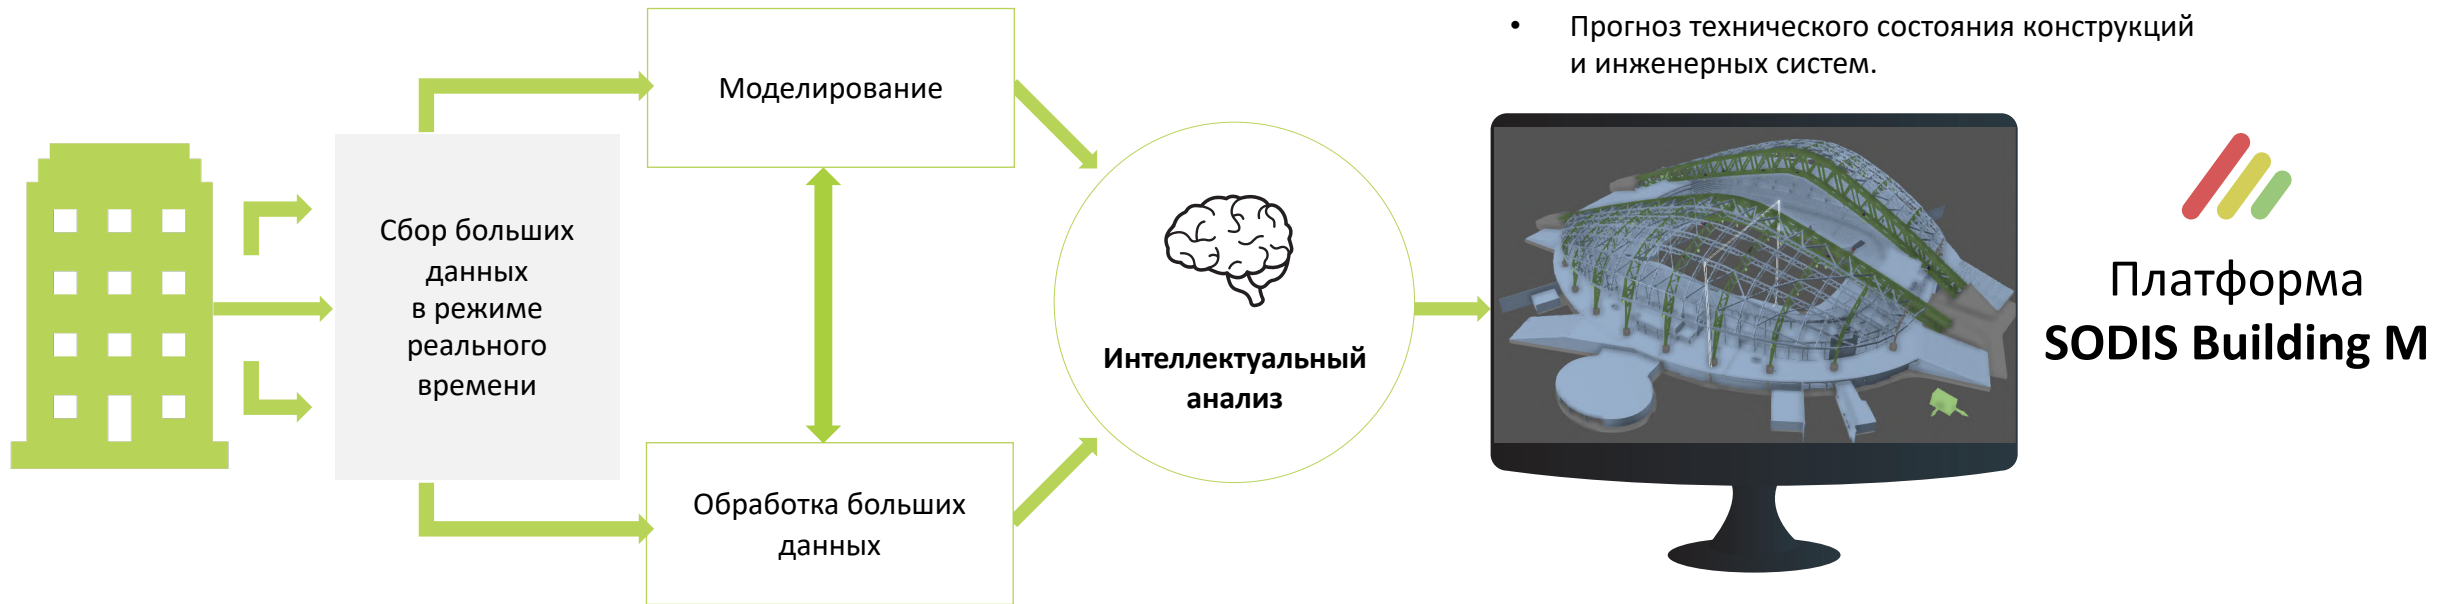 Прогноз технического состояния конструкций
и инженерных систем.
Моделирование
Сбор больших
данных
в режиме
реального
времени
Обработка больших
данных
Интеллектуальный
анализ
Платформа
SODIS Building M